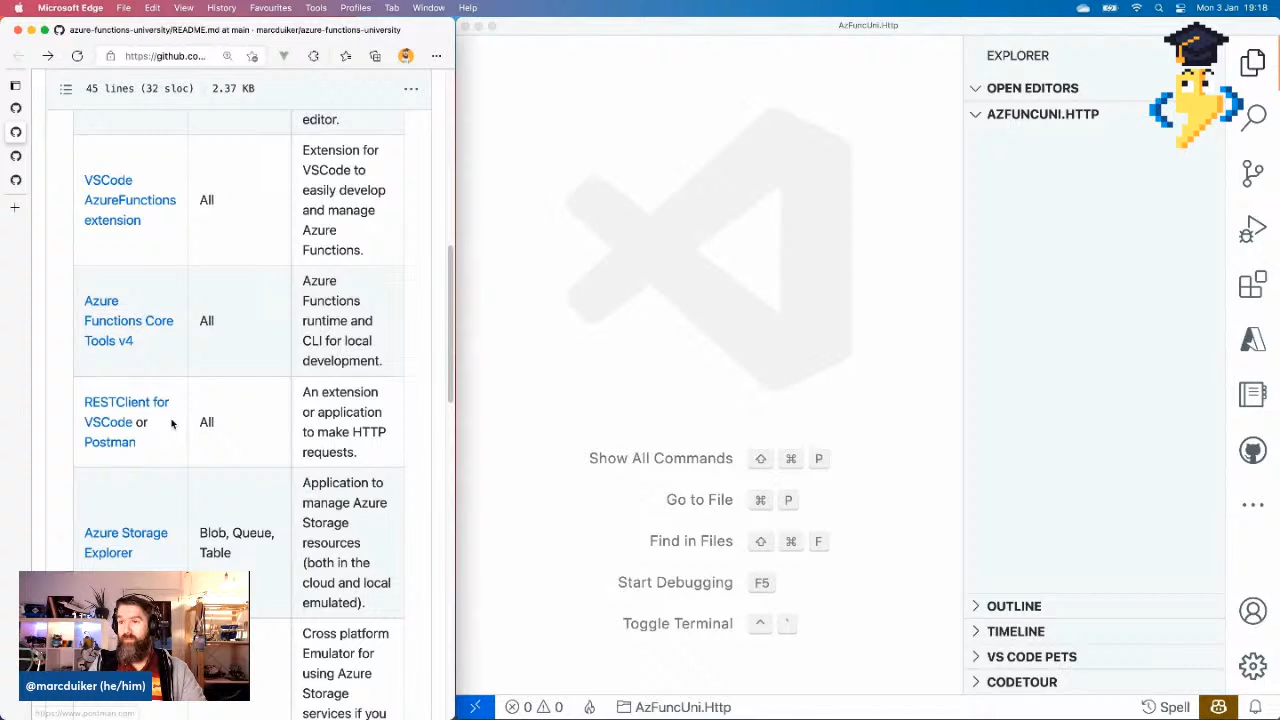 Edge File Edit View History Favourites Tools Profiles Tab Window Help
Mon 9 Jan 19:18
azure-functions-university/README.md at main · marcduiker/azure-functions-university
https://github.co...
45 lines (32 sloc) 2.37 KB
editor.
VSCode
AzureFunctions
extension
All
Extension for
VSCode to
easily develop
and manage
Azure
Functions.
Azure
Functions Core
Tools v4
All
Azure
Functions
runtime and
CLI for local
development.
RESTClient for
VSCode or
Postman
All
An extension
or application
to make HTTP
requests.
Azure Storage
Explorer
Blob, Queue,
Table
Application to
manage Azure
Storage
resources
(both in the
cloud and local
emulated).
Cross platform
Emulator for
using Azure
Storage
services if you
@marcduiker (he/him)
https://www.postman.com
AzFuncUni.Http
Show All Commands ⇧ ⌘ P
Go to File ⌘ P
Find in Files ⇧ ⌘ F
Start Debugging F5
Toggle Terminal ^ `
EXPLORER
OPEN EDITORS
AZFUNCUNI.HTTP
OUTLINE
TIMELINE
VS CODE PETS
CODETOUR
0 0 AzFuncUni.Http
Spell